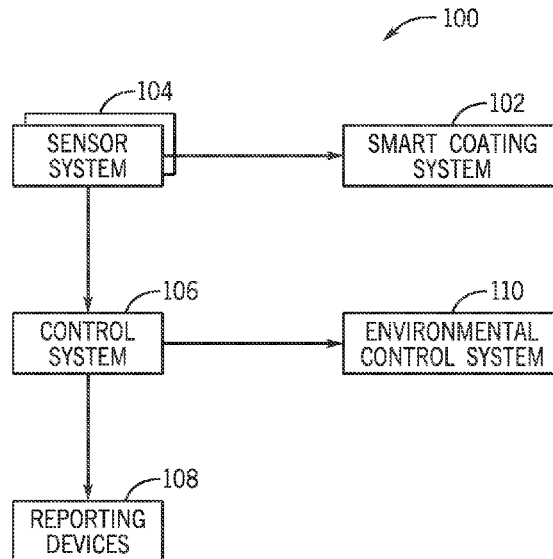 100
104
SENSOR
SYSTEM
102
SMART COATING
SYSTEM
106
CONTROL
SYSTEM
110
ENVIRONMENTAL
CONTROL SYSTEM
108
REPORTING
DEVICES